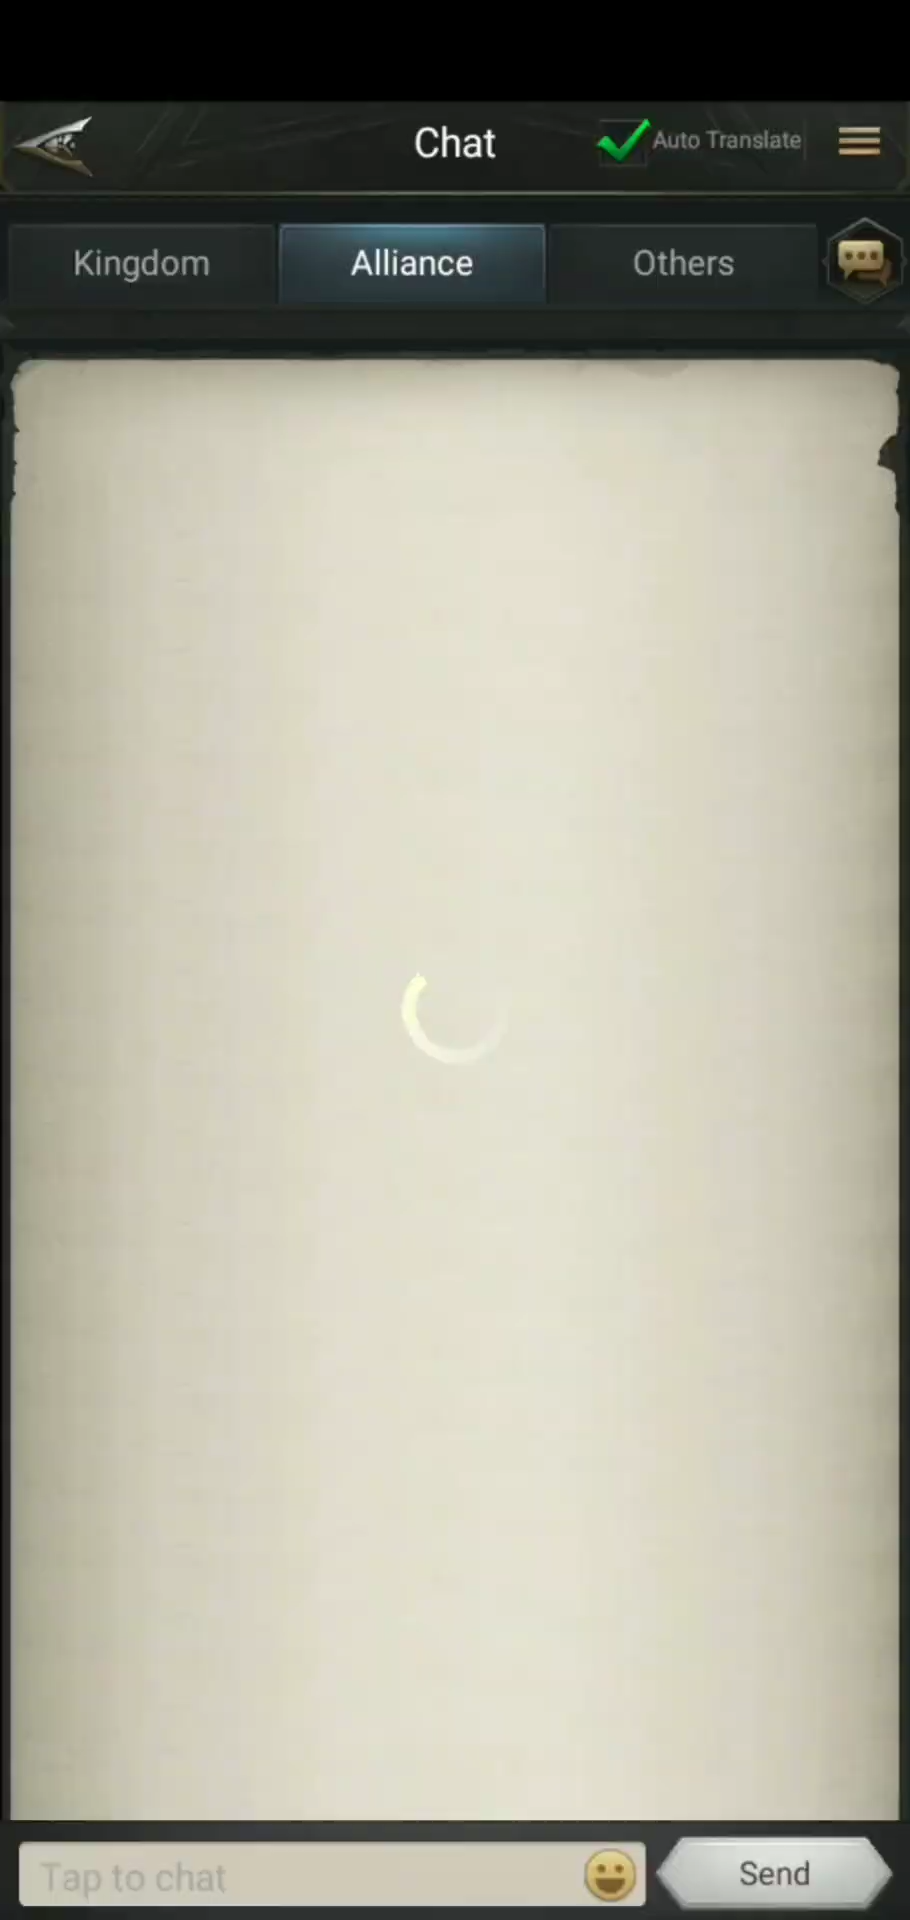 Chat
Auto Translate
Kingdom
Alliance
Others
Tap to chat
Send